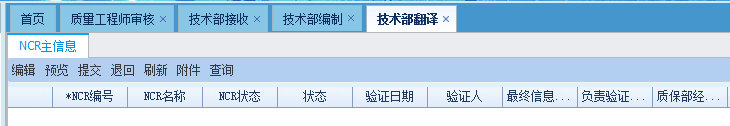 首页 质量工程师审核 × 技术部接收 × 技术部编制 × 技术部翻译 ×
NCR主信息
编辑 预览 提交 退回 刷新 附件 查询
*NCR编号 NCR名称 NCR状态 状态 验证日期 验证人 最终信息... 负责验证... 质保部经...